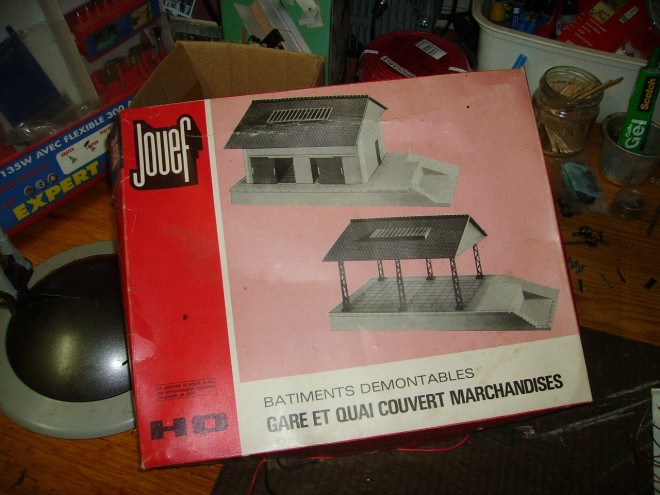 135W AVEC FLEXIBLE 300
EXPERT
Jouef
Scotch
Gel
BATIMENTS DEMONTABLES
GARE ET QUAI COUVERT MARCHANDISES
HO